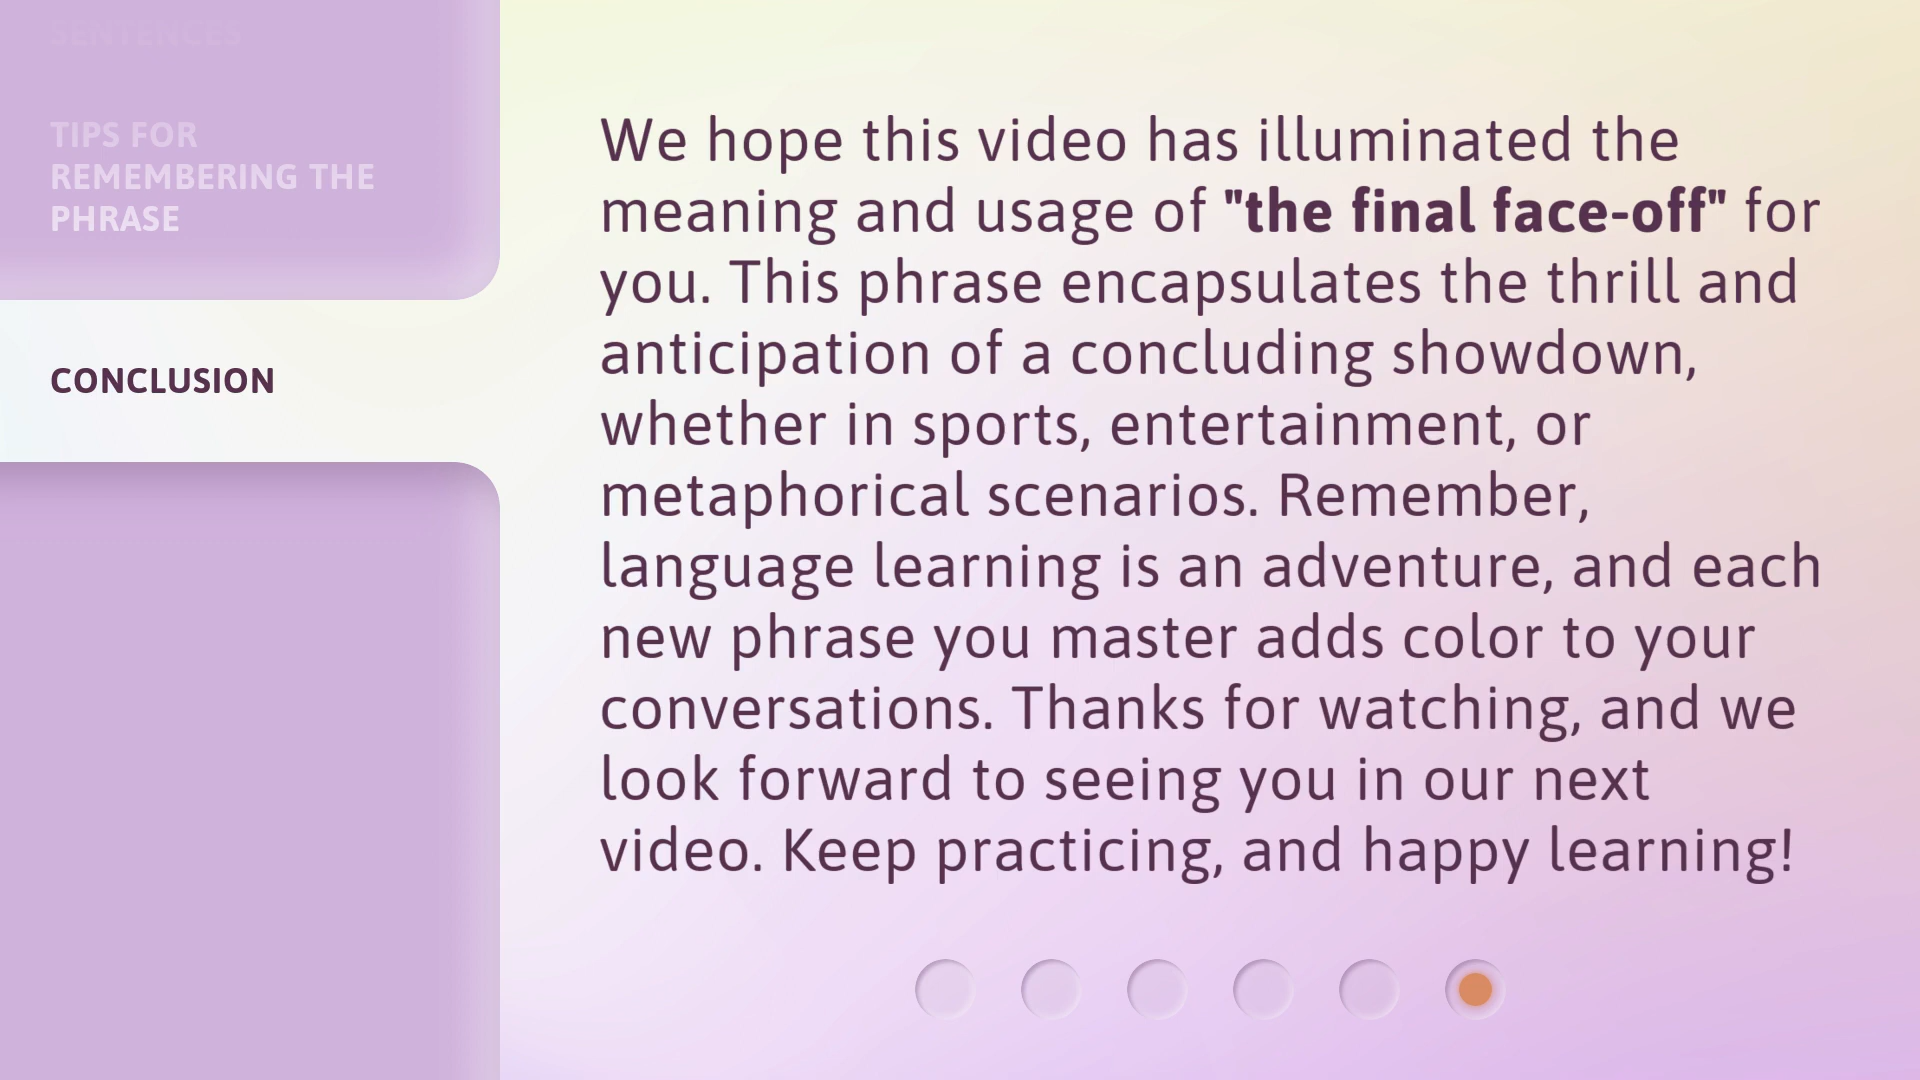 SENTENCES
TIPS FOR
REMEMBERING THE
PHRASE
CONCLUSION
We hope this video has illuminated the
meaning and usage of "the final face-off" for
you. This phrase encapsulates the thrill and
anticipation of a concluding showdown,
whether in sports, entertainment, or
metaphorical scenarios. Remember,
language learning is an adventure, and each
new phrase you master adds color to your
conversations. Thanks for watching, and we
look forward to seeing you in our next
video. Keep practicing, and happy learning!